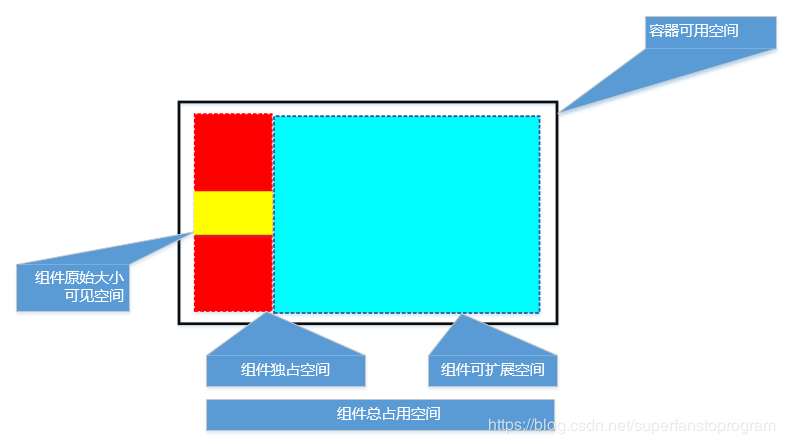 容器可用空间
组件原始大小
可见空间
组件独占空间
组件可扩展空间
组件总占用空间
https://blog.csdn.net/superfanstoprogram